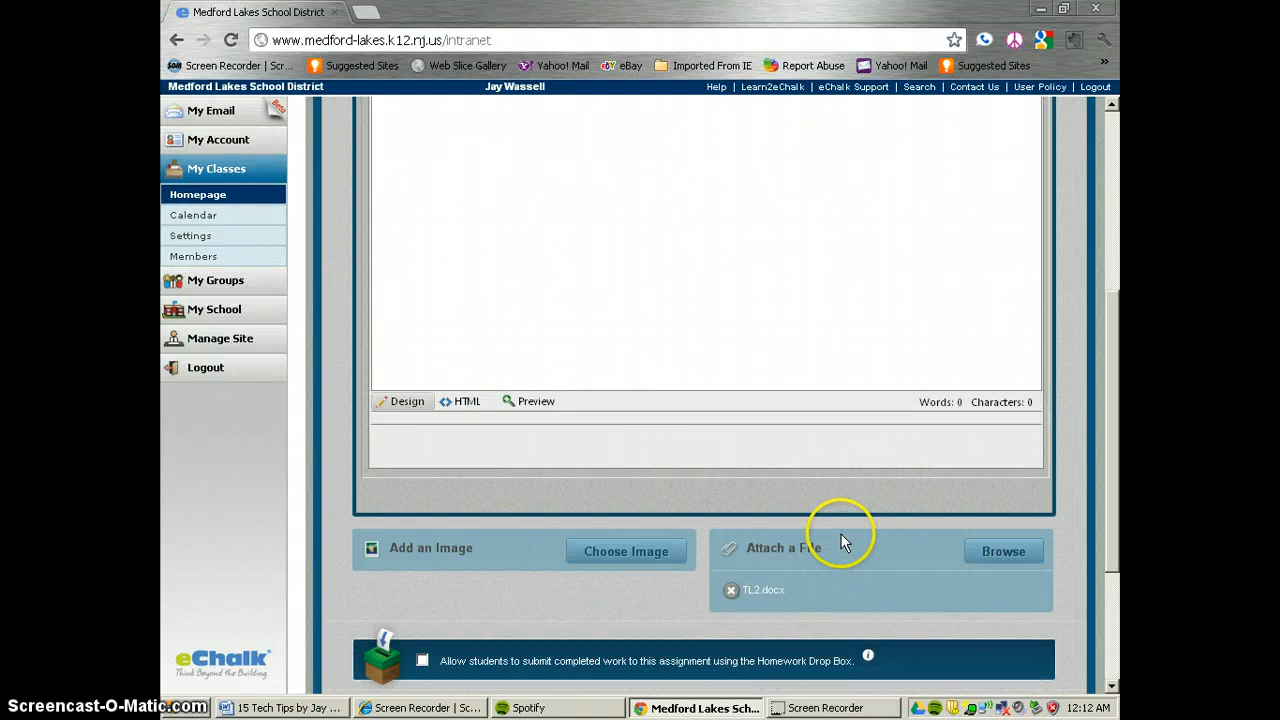 Medford Lakes School District
www.medford-lakes.k12.nj.us/intranet
Screen Recorder | Scr... Suggested Sites Web Slice Gallery Yahoo! Mail eBay Imported From IE Report Abuse Yahoo! Mail Suggested Sites »
Medford Lakes School District Jay Wassell Help | Learn2eChalk | eChalk Support | Search | Contact Us | User Policy | Logout
My Email Beta
My Account
My Classes
Homepage
Calendar
Settings
Members
My Groups
My School
Manage Site
Logout
Design HTML Preview Words: 0 Characters: 0
Add an Image Choose Image Attach a File Browse
TL2.docx
Allow students to submit completed work to this assignment using the Homework Drop Box.
eChalk
Think Beyond the Building
Screencast-O-Matic.com 15 Tech Tips by Jay ... Screen Recorder | Sc... Spotify Medford Lakes Sch... Screen Recorder 12:12 AM